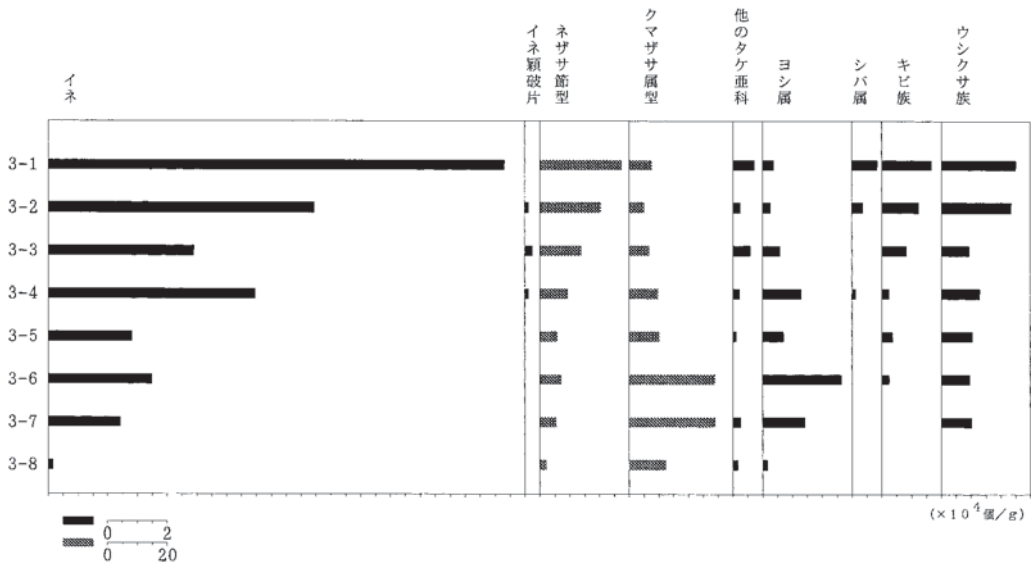 イネ
イネ穎破片
ネザサ節型
クマザサ属型
他のタケ亜科
ヨシ属
シバ属
キビ族
ウシクサ族
3-1
3-2
3-3
3-4
3-5
3-6
3-7
3-8
(×10⁴個/g)
0 2
0 20